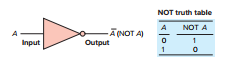 NOT truth table
A NOT A
0 1
1 0
A
Input
Output
A̅ (NOT A)